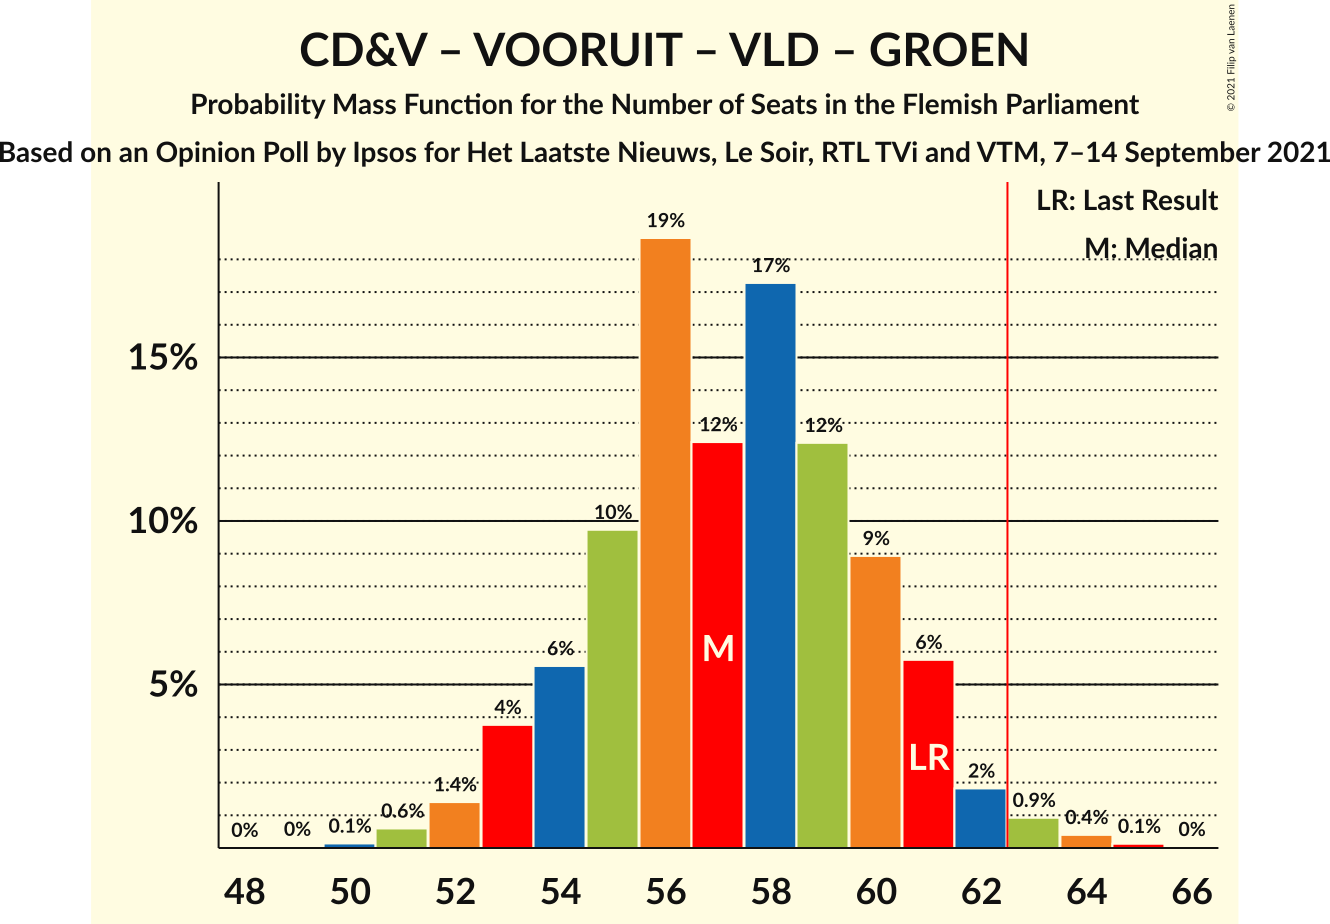 CD&V – VOORUIT – VLD – GROEN
Probability Mass Function for the Number of Seats in the Flemish Parliament
Based on an Opinion Poll by Ipsos for Het Laatste Nieuws, Le Soir, RTL TVi and VTM, 7–14 September 2021
© 2021 Filip van Laenen
LR: Last Result
M: Median
15%
10%
5%
0%
0%
0.1%
0.6%
1.4%
4%
6%
10%
19%
12%
17%
12%
9%
6%
2%
0.9%
0.4%
0.1%
0%
M
LR
48 50 52 54 56 58 60 62 64 66